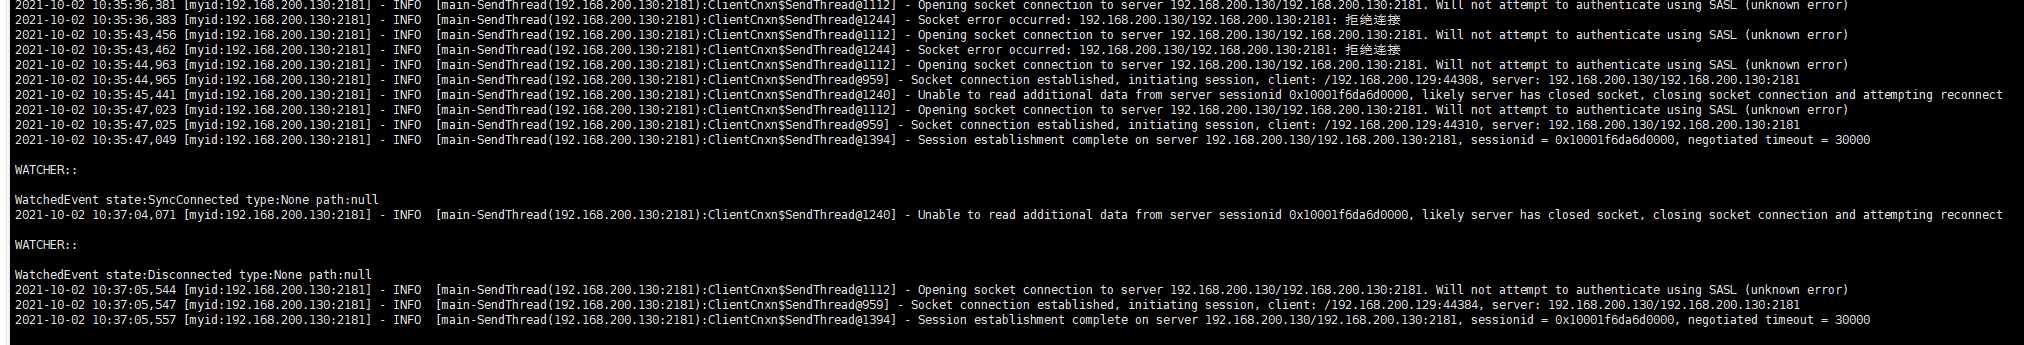 2021-10-02 10:35:36,381 [myid:192.168.200.130:2181] - INFO  [main-SendThread(192.168.200.130:2181):ClientCnxn$SendThread@1112] - Opening socket connection to server 192.168.200.130/192.168.200.130:2181. Will not attempt to authenticate using SASL (unknown error)
2021-10-02 10:35:36,383 [myid:192.168.200.130:2181] - INFO  [main-SendThread(192.168.200.130:2181):ClientCnxn$SendThread@1244] - Socket error occurred: 192.168.200.130/192.168.200.130:2181: 拒绝连接
2021-10-02 10:35:43,456 [myid:192.168.200.130:2181] - INFO  [main-SendThread(192.168.200.130:2181):ClientCnxn$SendThread@1112] - Opening socket connection to server 192.168.200.130/192.168.200.130:2181. Will not attempt to authenticate using SASL (unknown error)
2021-10-02 10:35:43,462 [myid:192.168.200.130:2181] - INFO  [main-SendThread(192.168.200.130:2181):ClientCnxn$SendThread@1244] - Socket error occurred: 192.168.200.130/192.168.200.130:2181: 拒绝连接
2021-10-02 10:35:44,963 [myid:192.168.200.130:2181] - INFO  [main-SendThread(192.168.200.130:2181):ClientCnxn$SendThread@1112] - Opening socket connection to server 192.168.200.130/192.168.200.130:2181. Will not attempt to authenticate using SASL (unknown error)
2021-10-02 10:35:44,965 [myid:192.168.200.130:2181] - INFO  [main-SendThread(192.168.200.130:2181):ClientCnxn$SendThread@959] - Socket connection established, initiating session, client: /192.168.200.129:44308, server: 192.168.200.130/192.168.200.130:2181
2021-10-02 10:35:45,441 [myid:192.168.200.130:2181] - INFO  [main-SendThread(192.168.200.130:2181):ClientCnxn$SendThread@1240] - Unable to read additional data from server sessionid 0x10001f6da6d0000, likely server has closed socket, closing socket connection and attempting reconnect
2021-10-02 10:35:47,023 [myid:192.168.200.130:2181] - INFO  [main-SendThread(192.168.200.130:2181):ClientCnxn$SendThread@1112] - Opening socket connection to server 192.168.200.130/192.168.200.130:2181. Will not attempt to authenticate using SASL (unknown error)
2021-10-02 10:35:47,025 [myid:192.168.200.130:2181] - INFO  [main-SendThread(192.168.200.130:2181):ClientCnxn$SendThread@959] - Socket connection established, initiating session, client: /192.168.200.129:44310, server: 192.168.200.130/192.168.200.130:2181
2021-10-02 10:35:47,049 [myid:192.168.200.130:2181] - INFO  [main-SendThread(192.168.200.130:2181):ClientCnxn$SendThread@1394] - Session establishment complete on server 192.168.200.130/192.168.200.130:2181, sessionid = 0x10001f6da6d0000, negotiated timeout = 30000
WATCHER::
WatchedEvent state:SyncConnected type:None path:null
2021-10-02 10:37:04,071 [myid:192.168.200.130:2181] - INFO  [main-SendThread(192.168.200.130:2181):ClientCnxn$SendThread@1240] - Unable to read additional data from server sessionid 0x10001f6da6d0000, likely server has closed socket, closing socket connection and attempting reconnect
WATCHER::
WatchedEvent state:Disconnected type:None path:null
2021-10-02 10:37:05,544 [myid:192.168.200.130:2181] - INFO  [main-SendThread(192.168.200.130:2181):ClientCnxn$SendThread@1112] - Opening socket connection to server 192.168.200.130/192.168.200.130:2181. Will not attempt to authenticate using SASL (unknown error)
2021-10-02 10:37:05,547 [myid:192.168.200.130:2181] - INFO  [main-SendThread(192.168.200.130:2181):ClientCnxn$SendThread@959] - Socket connection established, initiating session, client: /192.168.200.129:44384, server: 192.168.200.130/192.168.200.130:2181
2021-10-02 10:37:05,557 [myid:192.168.200.130:2181] - INFO  [main-SendThread(192.168.200.130:2181):ClientCnxn$SendThread@1394] - Session establishment complete on server 192.168.200.130/192.168.200.130:2181, sessionid = 0x10001f6da6d0000, negotiated timeout = 30000